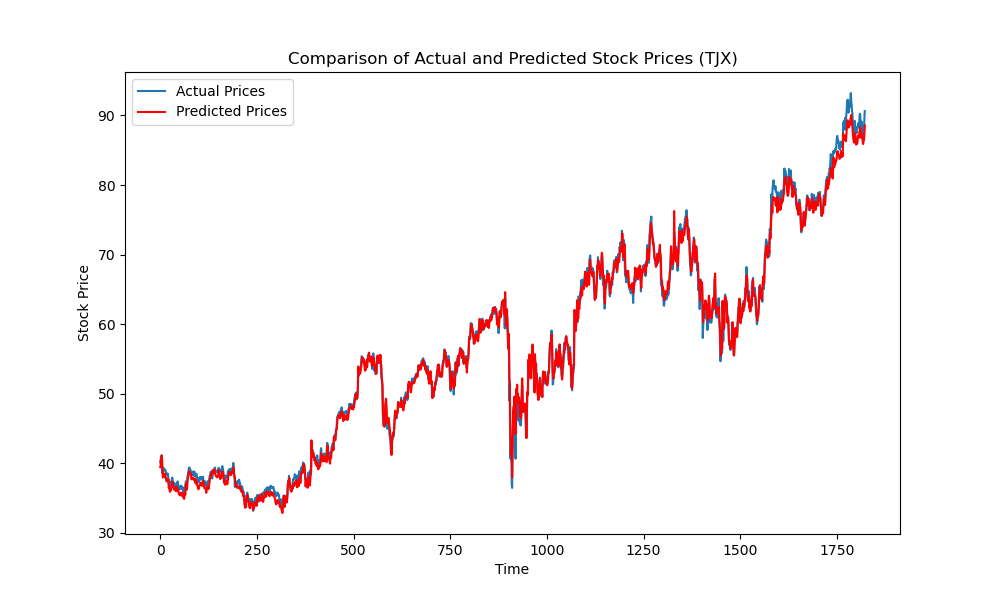 Comparison of Actual and Predicted Stock Prices (TJX)
Actual Prices
Predicted Prices
90
80
70
60
50
40
30
Stock Price
0 250 500 750 1000 1250 1500 1750
Time